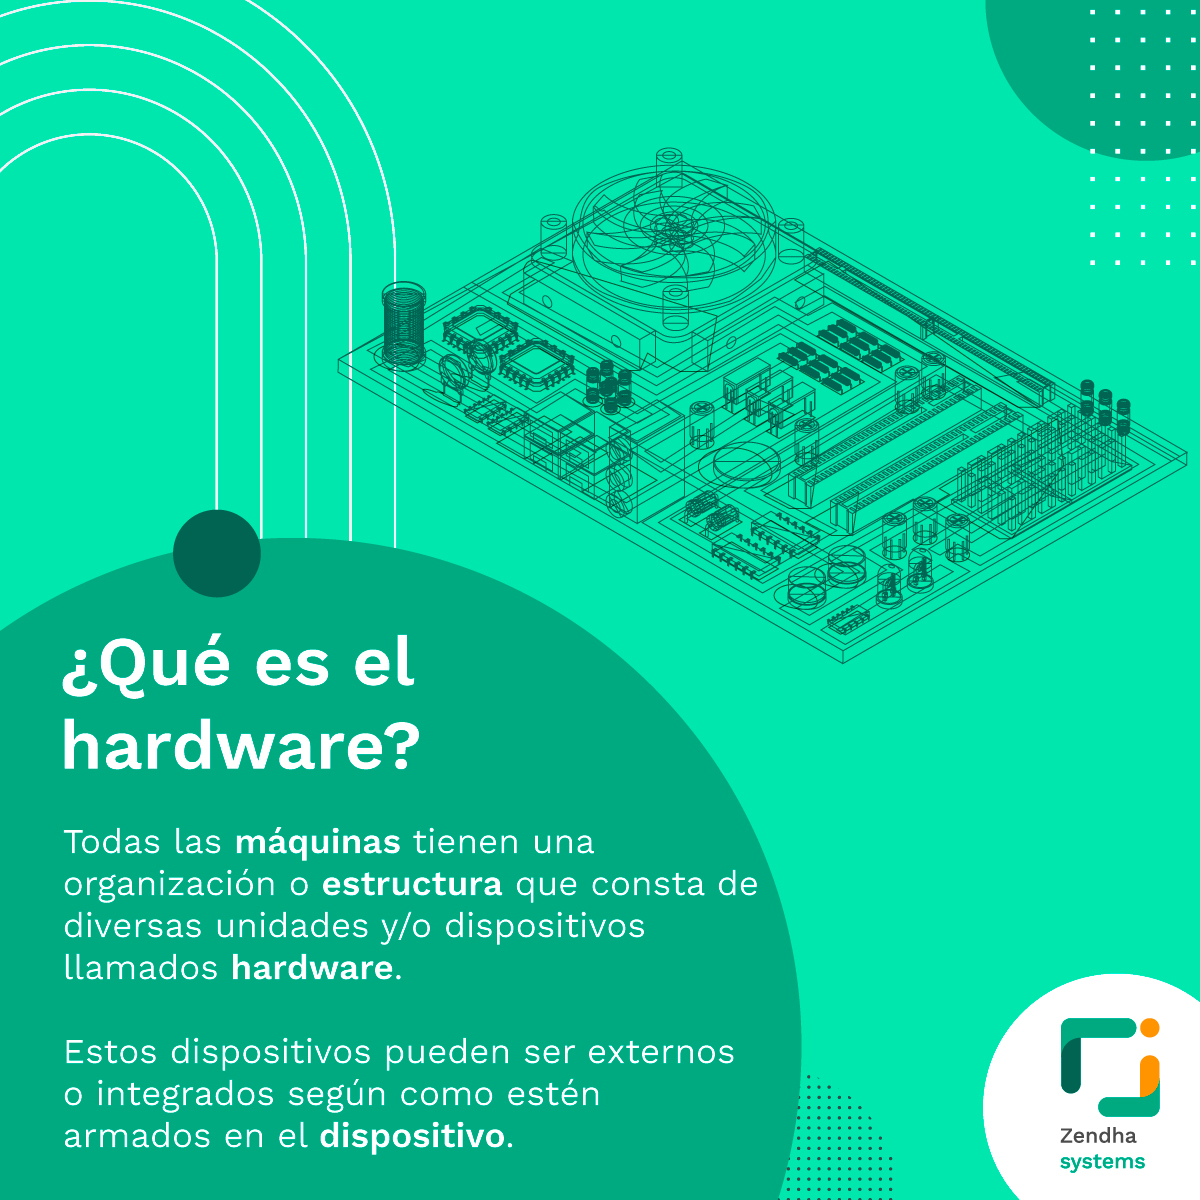 ¿Qué es el
hardware?
Todas las máquinas tienen una
organización o estructura que consta de
diversas unidades y/o dispositivos
llamados hardware.
Estos dispositivos pueden ser externos
o integrados según como estén
armados en el dispositivo.
Zendha
systems